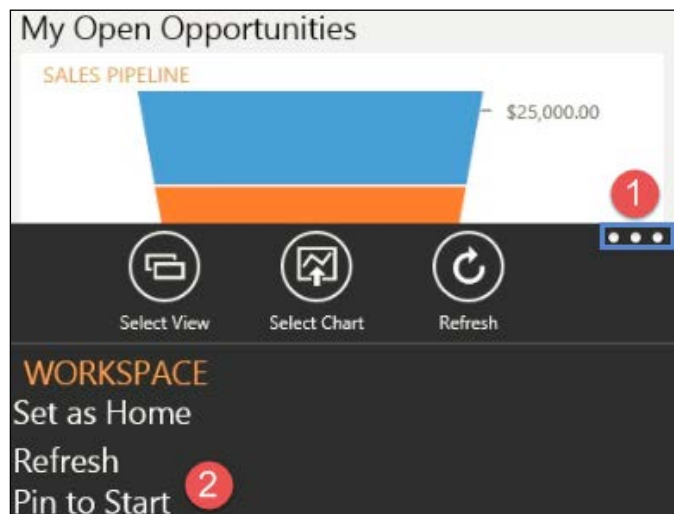 My Open Opportunities
SALES PIPELINE
$25,000.00
1
Select View Select Chart Refresh
WORKSPACE
Set as Home
Refresh
Pin to Start 2